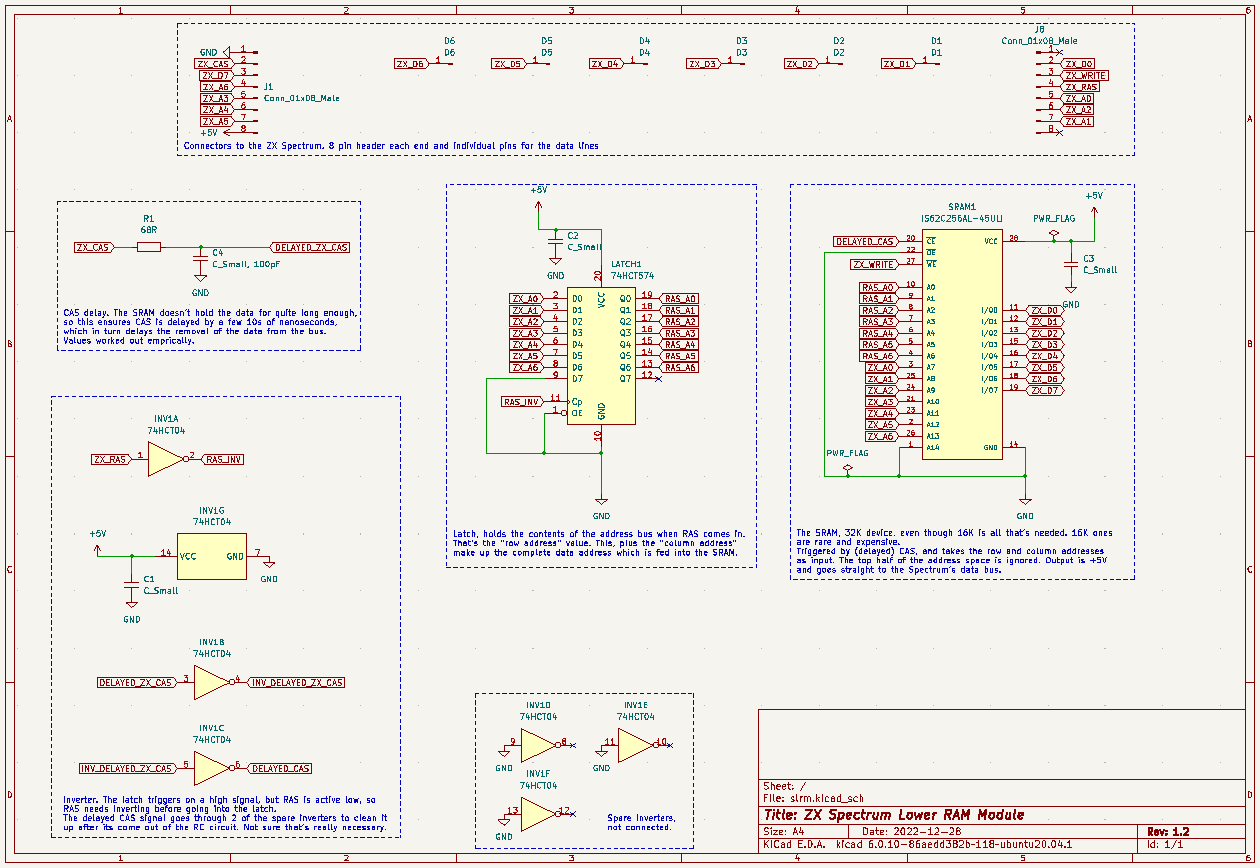 1 2 3 4 5 6
A
B
C
D
GND 1
ZX_CAS 2
ZX_D7 3
ZX_A6 4
ZX_A3 5
ZX_A4 6
ZX_A5 7
+5V 8
J1
Conn_01x08_Male
D6 D5 D4 D3 D2 D1
D6 D5 D4 D3 D2 D1
ZX_D6 1 ZX_D5 1 ZX_D4 1 ZX_D3 1 ZX_D2 1 ZX_D1 1
J8
Conn_01x08_Male
1
2 ZX_D0
3 ZX_WRITE
4 ZX_RAS
5 ZX_A0
6 ZX_A2
7 ZX_A1
8
Connectors to the ZX Spectrum. 8 pin header each end and individual pins for the data lines
R1
68R
ZX_CAS
DELAYED_ZX_CAS
C4
C_Small, 100pF
GND
CAS delay. The SRAM doesn't hold the data for quite long enough,
so this ensures CAS is delayed by a few 10s of nanoseconds,
which in turn delays the removal of the data from the bus.
Values worked out emprically.
+5V
C2
C_Small
GND
LATCH1
74HCT574
20
VCC
ZX_A0 2 D0 Q0 19 RAS_A0
ZX_A1 3 D1 Q1 18 RAS_A1
ZX_A2 4 D2 Q2 17 RAS_A2
ZX_A3 5 D3 Q3 16 RAS_A3
ZX_A4 6 D4 Q4 15 RAS_A4
ZX_A5 7 D5 Q5 14 RAS_A5
ZX_A6 8 D6 Q6 13 RAS_A6
9 D7 Q7 12
RAS_INV 11 Cp
1 OE
GND
10
GND
Latch, holds the contents of the address bus when RAS comes in.
That's the "row address" value. This, plus the "column address"
make up the complete data address which is fed into the SRAM.
SRAM1
IS62C256AL-45ULI
+5V
PWR_FLAG
DELAYED_CAS 20 CE VCC 28
22 OE
ZX_WRITE 27 WE
C3
C_Small
GND
RAS_A0 10 A0
RAS_A1 9 A1
RAS_A2 8 A2 I/O0 11 ZX_D0
RAS_A3 7 A3 I/O1 12 ZX_D1
RAS_A4 6 A4 I/O2 13 ZX_D2
RAS_A5 5 A5 I/O3 15 ZX_D3
RAS_A6 4 A6 I/O4 16 ZX_D4
ZX_A0 3 A7 I/O5 17 ZX_D5
ZX_A1 25 A8 I/O6 18 ZX_D6
ZX_A2 24 A9 I/O7 19 ZX_D7
ZX_A3 21 A10
ZX_A4 23 A11
ZX_A5 2 A12
ZX_A6 26 A13
1 A14 GND 14
PWR_FLAG
GND
The SRAM, 32K device, even though 16K is all that's needed. 16K ones
are rare and expensive.
Triggered by (delayed) CAS, and takes the row and column addresses
as input. The top half of the address space is ignored. Output is +5V
and goes straight to the Spectrum's data bus.
INV1A
74HCT04
ZX_RAS 1 2 RAS_INV
INV1G
74HCT04
+5V
14 VCC GND 7
GND
C1
C_Small
GND
INV1B
74HCT04
DELAYED_ZX_CAS 3 4 INV_DELAYED_ZX_CAS
INV1C
74HCT04
INV_DELAYED_ZX_CAS 5 6 DELAYED_CAS
Inverter. The latch triggers on a high signal, but RAS is active low, so
RAS needs inverting before going into the latch.
The delayed CAS signal goes through 2 of the spare inverters to clean it
up after its come out of the RC circuit. Not sure that's really necessary.
INV1D INV1E
74HCT04 74HCT04
9 8 11 10
GND GND
INV1F
74HCT04
13 12
GND
Spare inverters,
not connected.
Sheet: /
File: slrm.kicad_sch
Title: ZX Spectrum Lower RAM Module
Size: A4 Date: 2022-12-28 Rev: 1.2
KiCad E.D.A. kicad 6.0.10-86aedd382b~118~ubuntu20.04.1 Id: 1/1
A
B
C
D
1 2 3 4 5 6